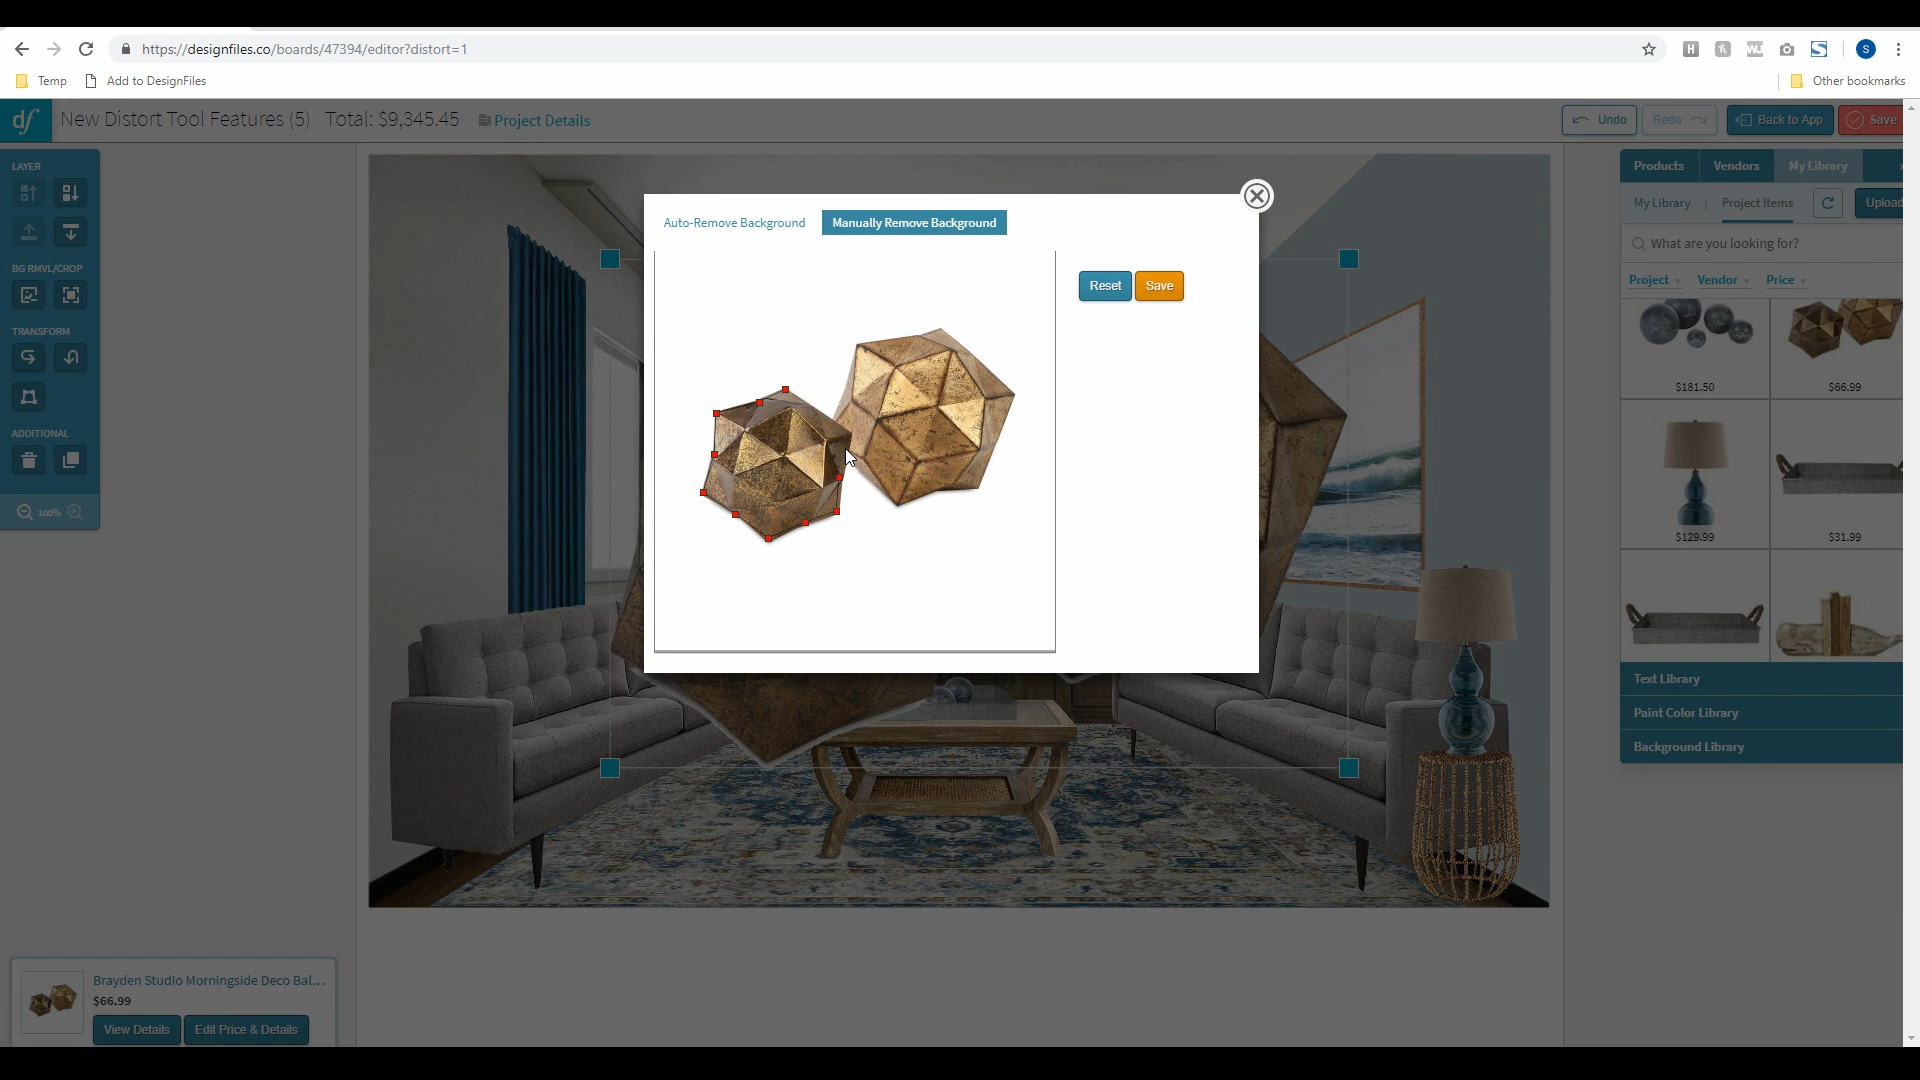 https://designfiles.co/boards/47394/editor?distort=1
H
WJ
S
S
Temp
Add to DesignFiles
Other bookmarks
df
New Distort Tool Features (5)
Total: $9,345.45
Project Details
Undo
Redo
Back to App
Save
LAYER
BG RMVL/CROP
TRANSFORM
ADDITIONAL
100%
Auto-Remove Background
Manually Remove Background
Reset
Save
Products
Vendors
My Library
My Library
Project Items
Upload
What are you looking for?
Project
Vendor
Price
$181.50
$66.99
$129.99
$31.99
Text Library
Paint Color Library
Background Library
Brayden Studio Morningside Deco Bal...
$66.99
View Details
Edit Price & Details